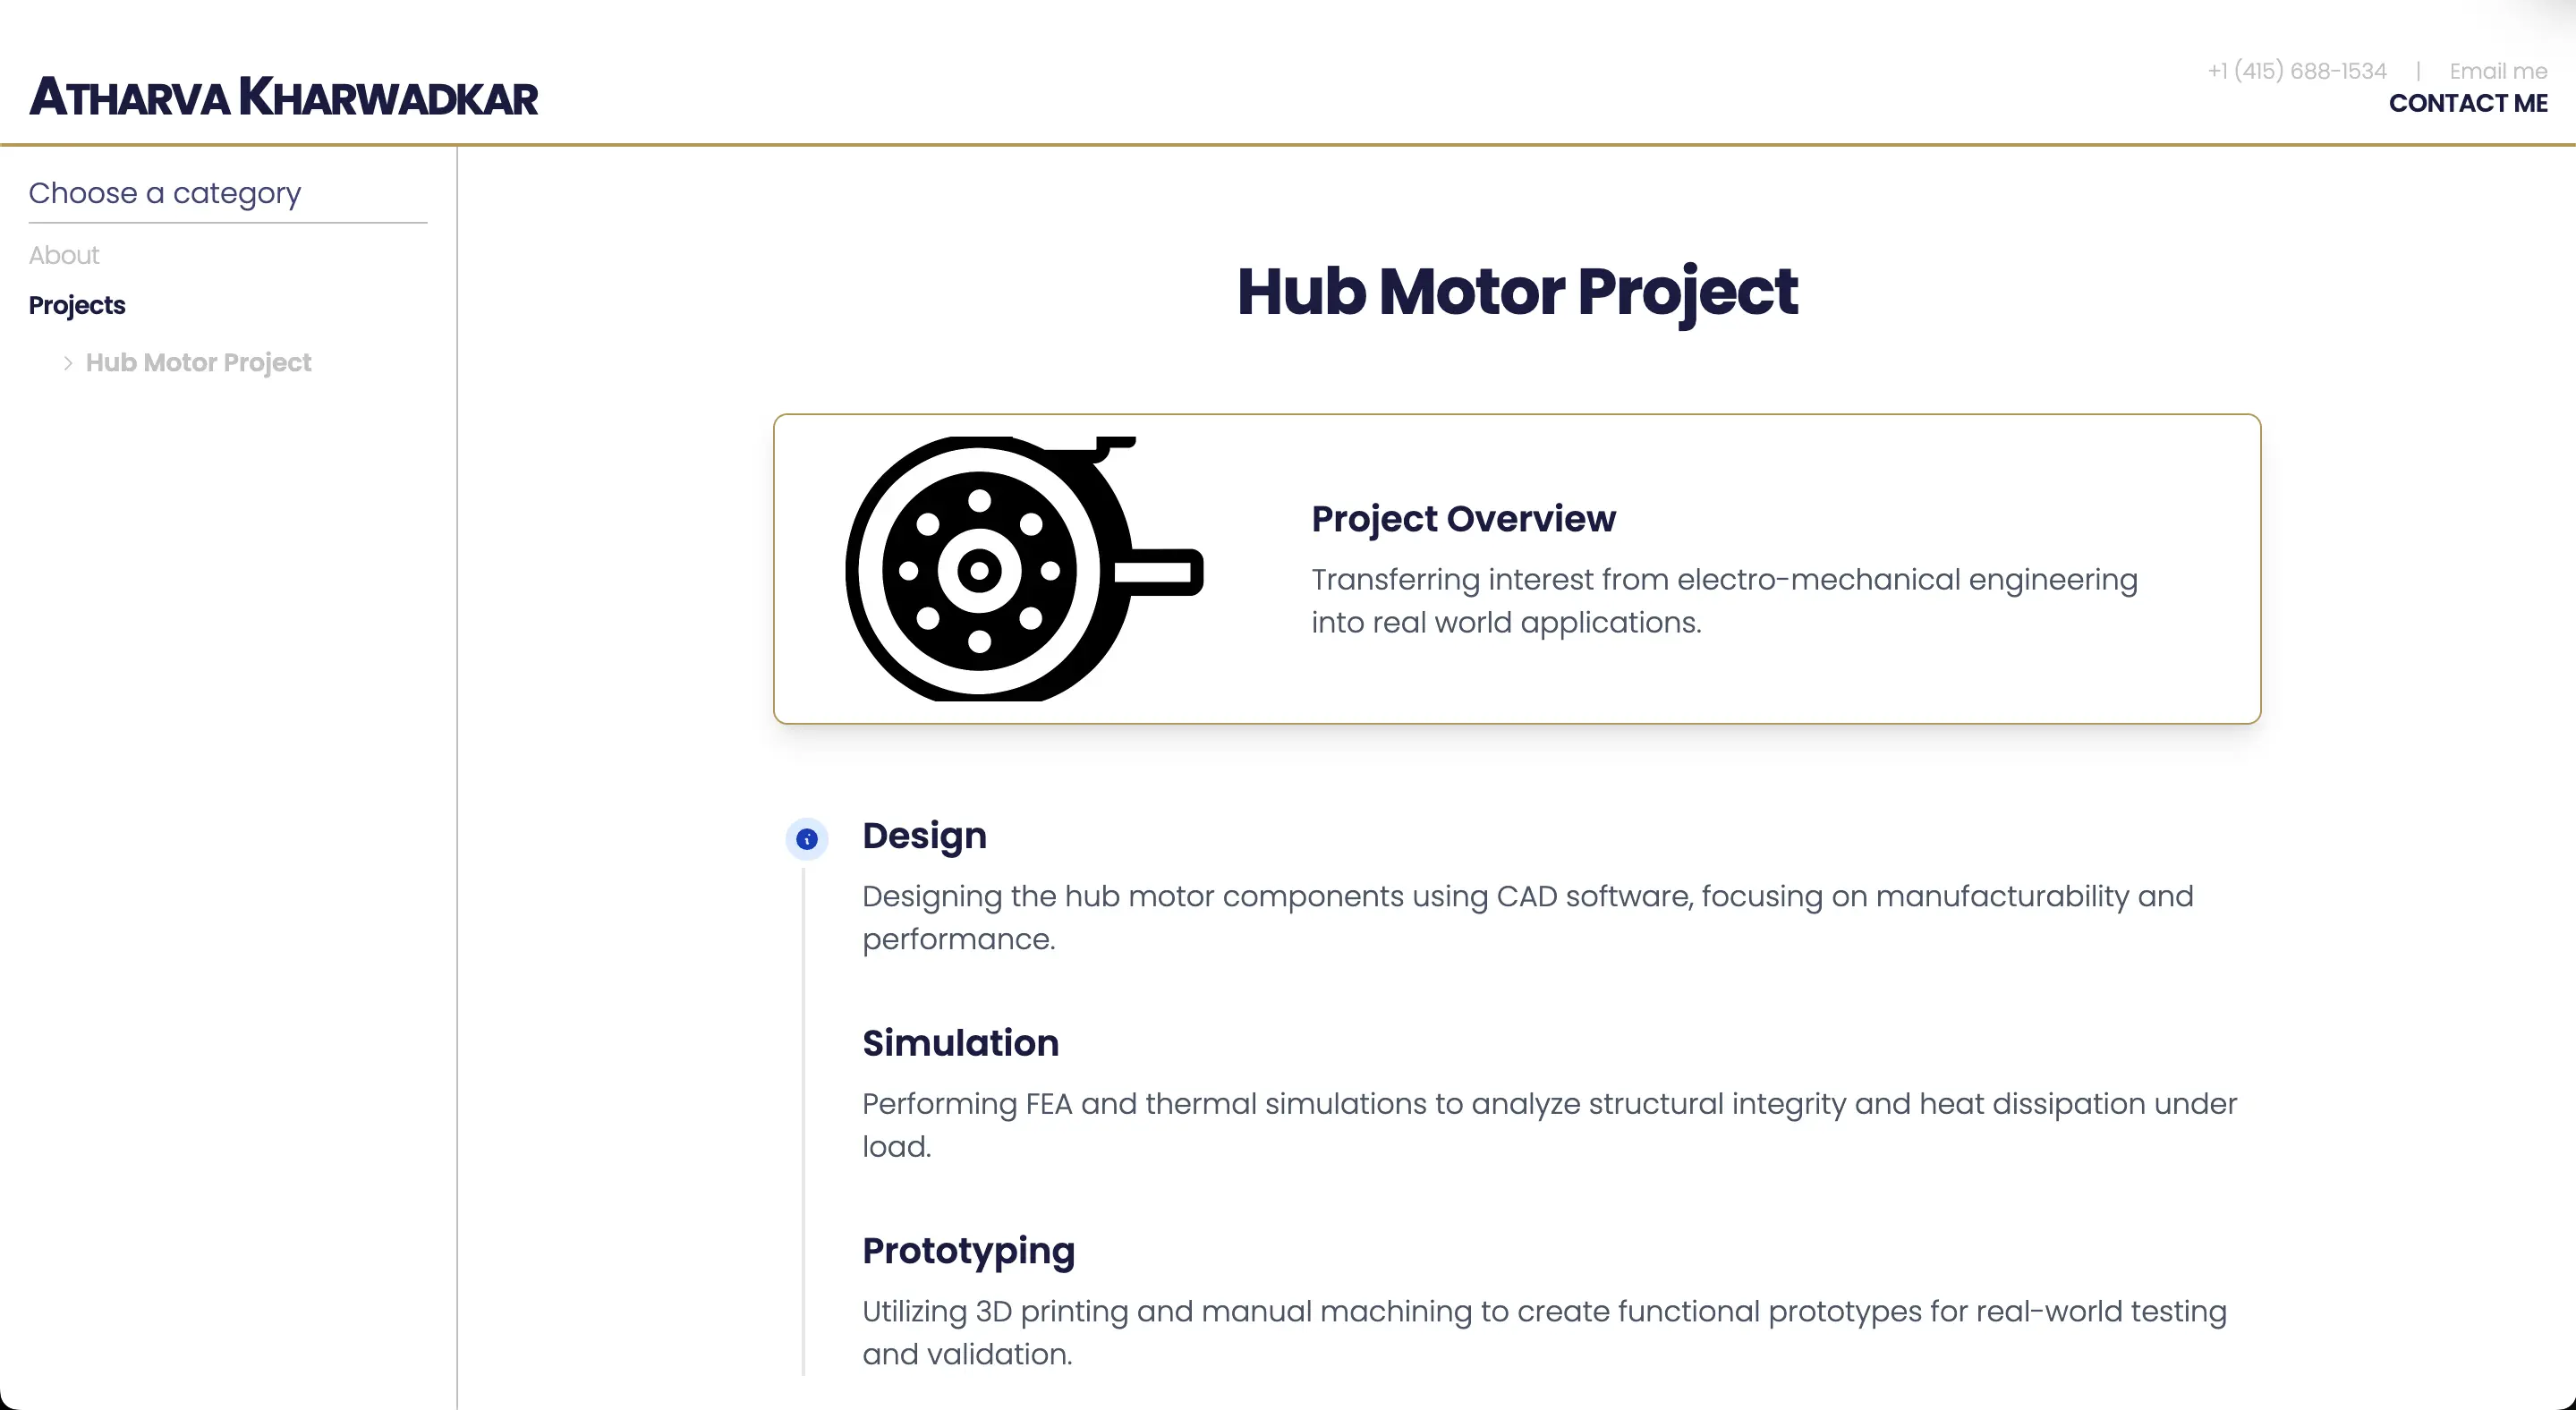 ATHARVA KHARWADKAR
+1 (415) 688-1534 | Email me
CONTACT ME
Choose a category
About
Projects
Hub Motor Project
Hub Motor Project
Project Overview
Transferring interest from electro-mechanical engineering
into real world applications.
Design
Designing the hub motor components using CAD software, focusing on manufacturability and
performance.
Simulation
Performing FEA and thermal simulations to analyze structural integrity and heat dissipation under
load.
Prototyping
Utilizing 3D printing and manual machining to create functional prototypes for real-world testing
and validation.